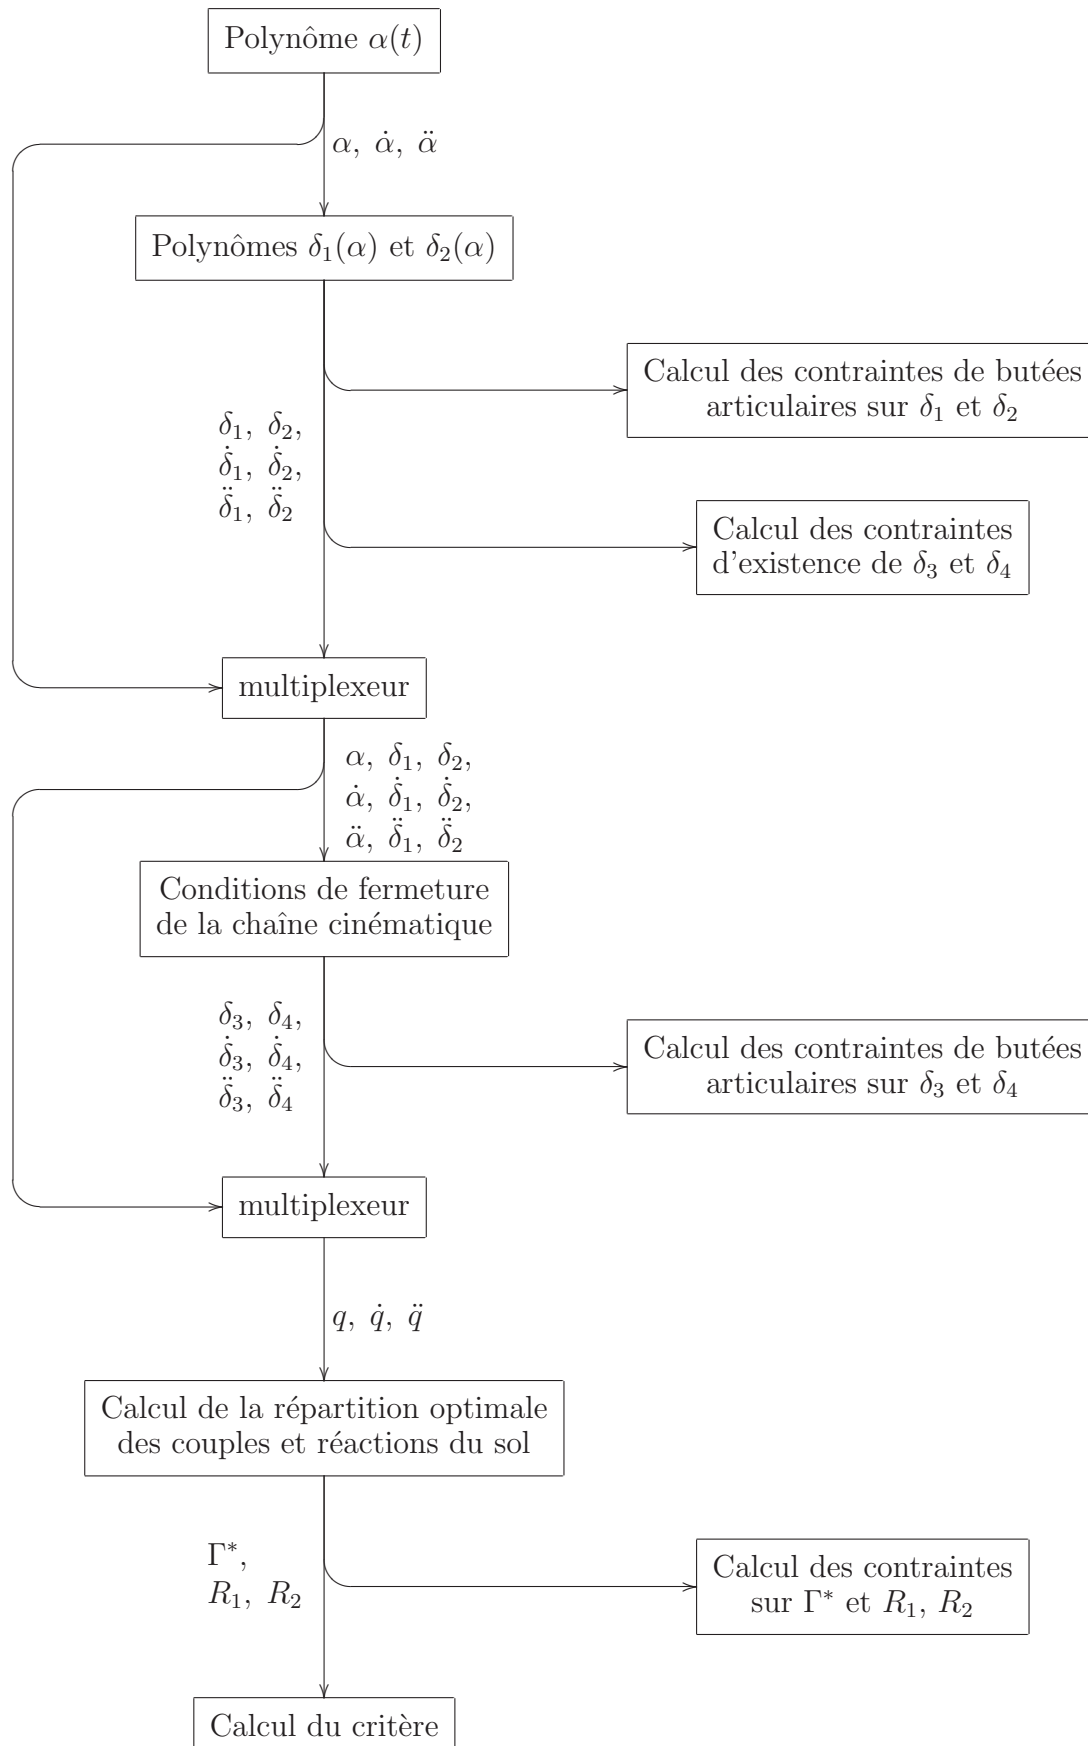 Polynôme α(t)
α, α̇, α̈
Polynômes δ₁(α) et δ₂(α)
Calcul des contraintes de butées
articulaires sur δ₁ et δ₂
δ₁, δ₂,
δ̇₁, δ̇₂,
δ̈₁, δ̈₂
Calcul des contraintes
d'existence de δ₃ et δ₄
multiplexeur
α, δ₁, δ₂,
α̇, δ̇₁, δ̇₂,
α̈, δ̈₁, δ̈₂
Conditions de fermeture
de la chaîne cinématique
δ₃, δ₄,
δ̇₃, δ̇₄,
δ̈₃, δ̈₄
Calcul des contraintes de butées
articulaires sur δ₃ et δ₄
multiplexeur
q, q̇, q̈
Calcul de la répartition optimale
des couples et réactions du sol
Γ*,
R₁, R₂
Calcul des contraintes
sur Γ* et R₁, R₂
Calcul du critère